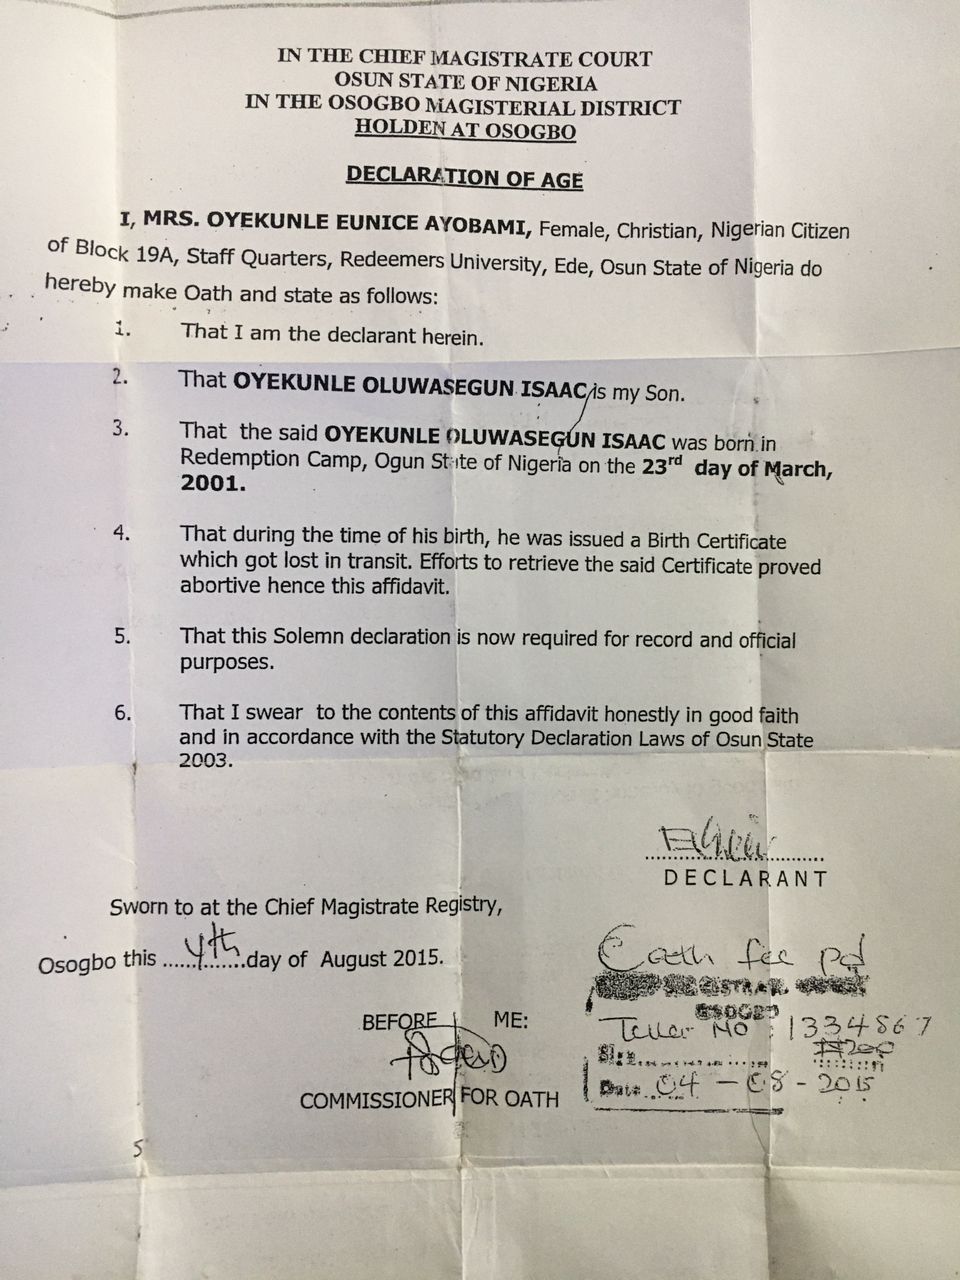 IN THE CHIEF MAGISTRATE COURT
OSUN STATE OF NIGERIA
IN THE OSOGBO MAGISTERIAL DISTRICT
HOLDEN AT OSOGBO
DECLARATION OF AGE
I, MRS. OYEKUNLE EUNICE AYOBAMI, Female, Christian, Nigerian Citizen
of Block 19A, Staff Quarters, Redeemers University, Ede, Osun State of Nigeria do
hereby make Oath and state as follows:
1. That I am the declarant herein.
2. That OYEKUNLE OLUWASEGUN ISAAC is my Son.
3. That the said OYEKUNLE OLUWASEGUN ISAAC was born in
Redemption Camp, Ogun State of Nigeria on the 23rd day of March,
2001.
4. That during the time of his birth, he was issued a Birth Certificate
which got lost in transit. Efforts to retrieve the said Certificate proved
abortive hence this affidavit.
5. That this Solemn declaration is now required for record and official
purposes.
6. That I swear to the contents of this affidavit honestly in good faith
and in accordance with the Statutory Declaration Laws of Osun State
2003.
DECLARANT
Sworn to at the Chief Magistrate Registry,
Osogbo this ......4th.......day of August 2015.
Oath fee pd
REGISTRAR
OSOGBO
Teller No : 1334867
₦200
Sign
Date 04 - 08 - 2015
BEFORE ME:
COMMISSIONER FOR OATH
5